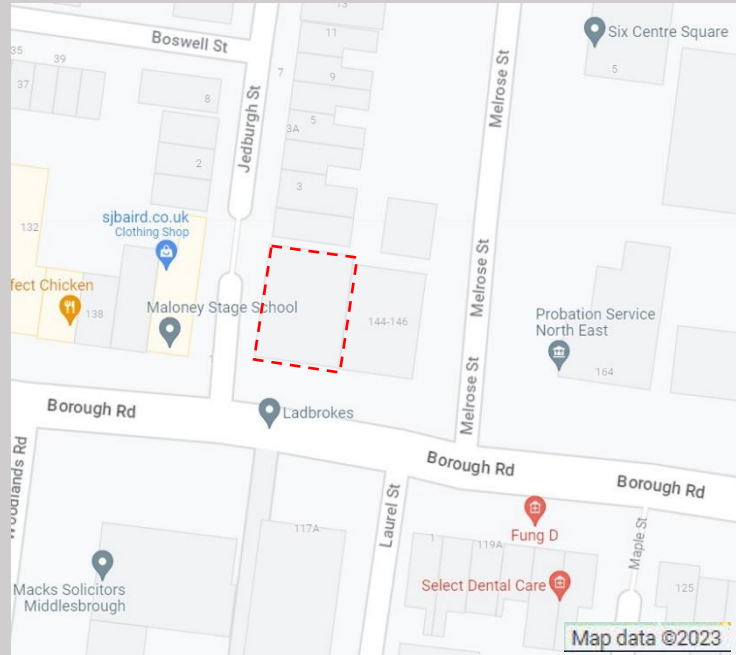 13
Boswell St
11
Six Centre Square
35
39
7
9
5
37
8
Melrose St
Jedburgh St
5
3A
2
3
sjbaird.co.uk
Clothing Shop
132
fect Chicken
Maloney Stage School
138
144-146
Melrose St
Probation Service
North East
164
Melrose St
Borough Rd
Ladbrokes
Woodlands Rd
Borough Rd
Borough Rd
Laurel St
117A
Fung D
1
119A
Maple St
Macks Solicitors
Middlesbrough
Select Dental Care
125
Map data ©2023